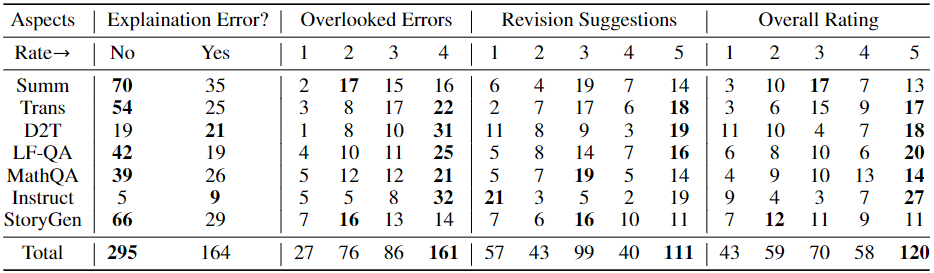 Aspects Explaination Error? Overlooked Errors Revision Suggestions Overall Rating
Rate→ No Yes 1 2 3 4 1 2 3 4 5 1 2 3 4 5
Summ 70 35 2 17 15 16 6 4 19 7 14 3 10 17 7 13
Trans 54 25 3 8 17 22 2 7 17 6 18 3 6 15 9 17
D2T 19 21 1 8 10 31 11 8 9 3 19 11 10 4 7 18
LF-QA 42 19 4 10 11 25 5 8 14 7 16 6 8 10 6 20
MathQA 39 26 5 12 12 21 5 7 19 5 14 4 9 10 13 14
Instruct 5 9 5 5 8 32 21 3 5 2 19 9 4 3 7 27
StoryGen 66 29 7 16 13 14 7 6 16 10 11 7 12 11 9 11
Total 295 164 27 76 86 161 57 43 99 40 111 43 59 70 58 120